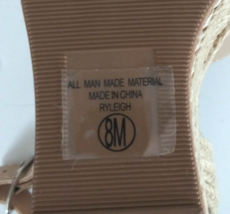 ALL MAN MADE MATERIAL
MADE IN CHINA
RYLEIGH
8M